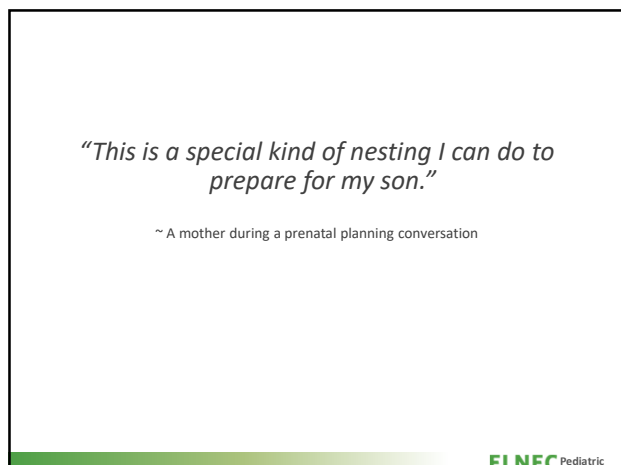 “This is a special kind of nesting I can do to
prepare for my son.”
~ A mother during a prenatal planning conversation
ELNEC Pediatric